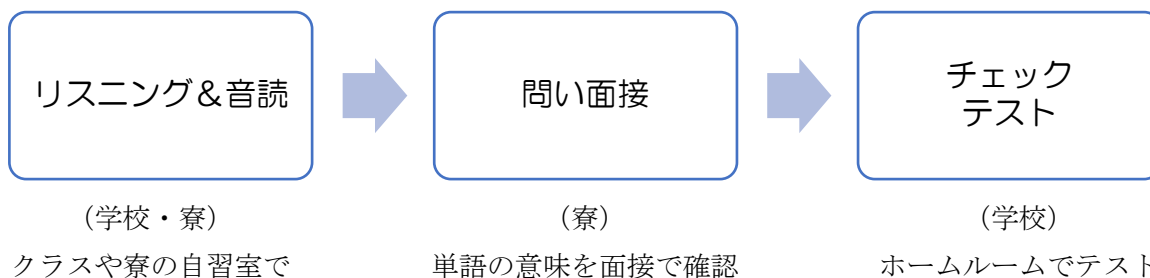 リスニング＆音読
問い面接
チェック
テスト
（学校・寮）
（寮）
（学校）
クラスや寮の自習室で
単語の意味を面接で確認
ホームルームでテスト